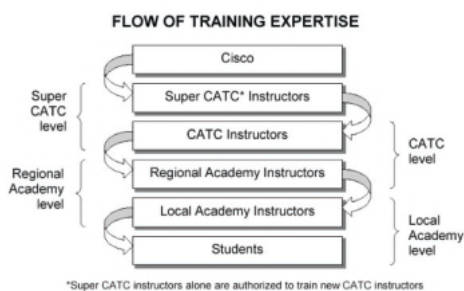 FLOW OF TRAINING EXPERTISE
Cisco
Super CATC* Instructors
Super
CATC
level
CATC Instructors
CATC
level
Regional Academy Instructors
Regional
Academy
level
Local Academy Instructors
Local
Academy
level
Students
*Super CATC instructors alone are authorized to train new CATC instructors